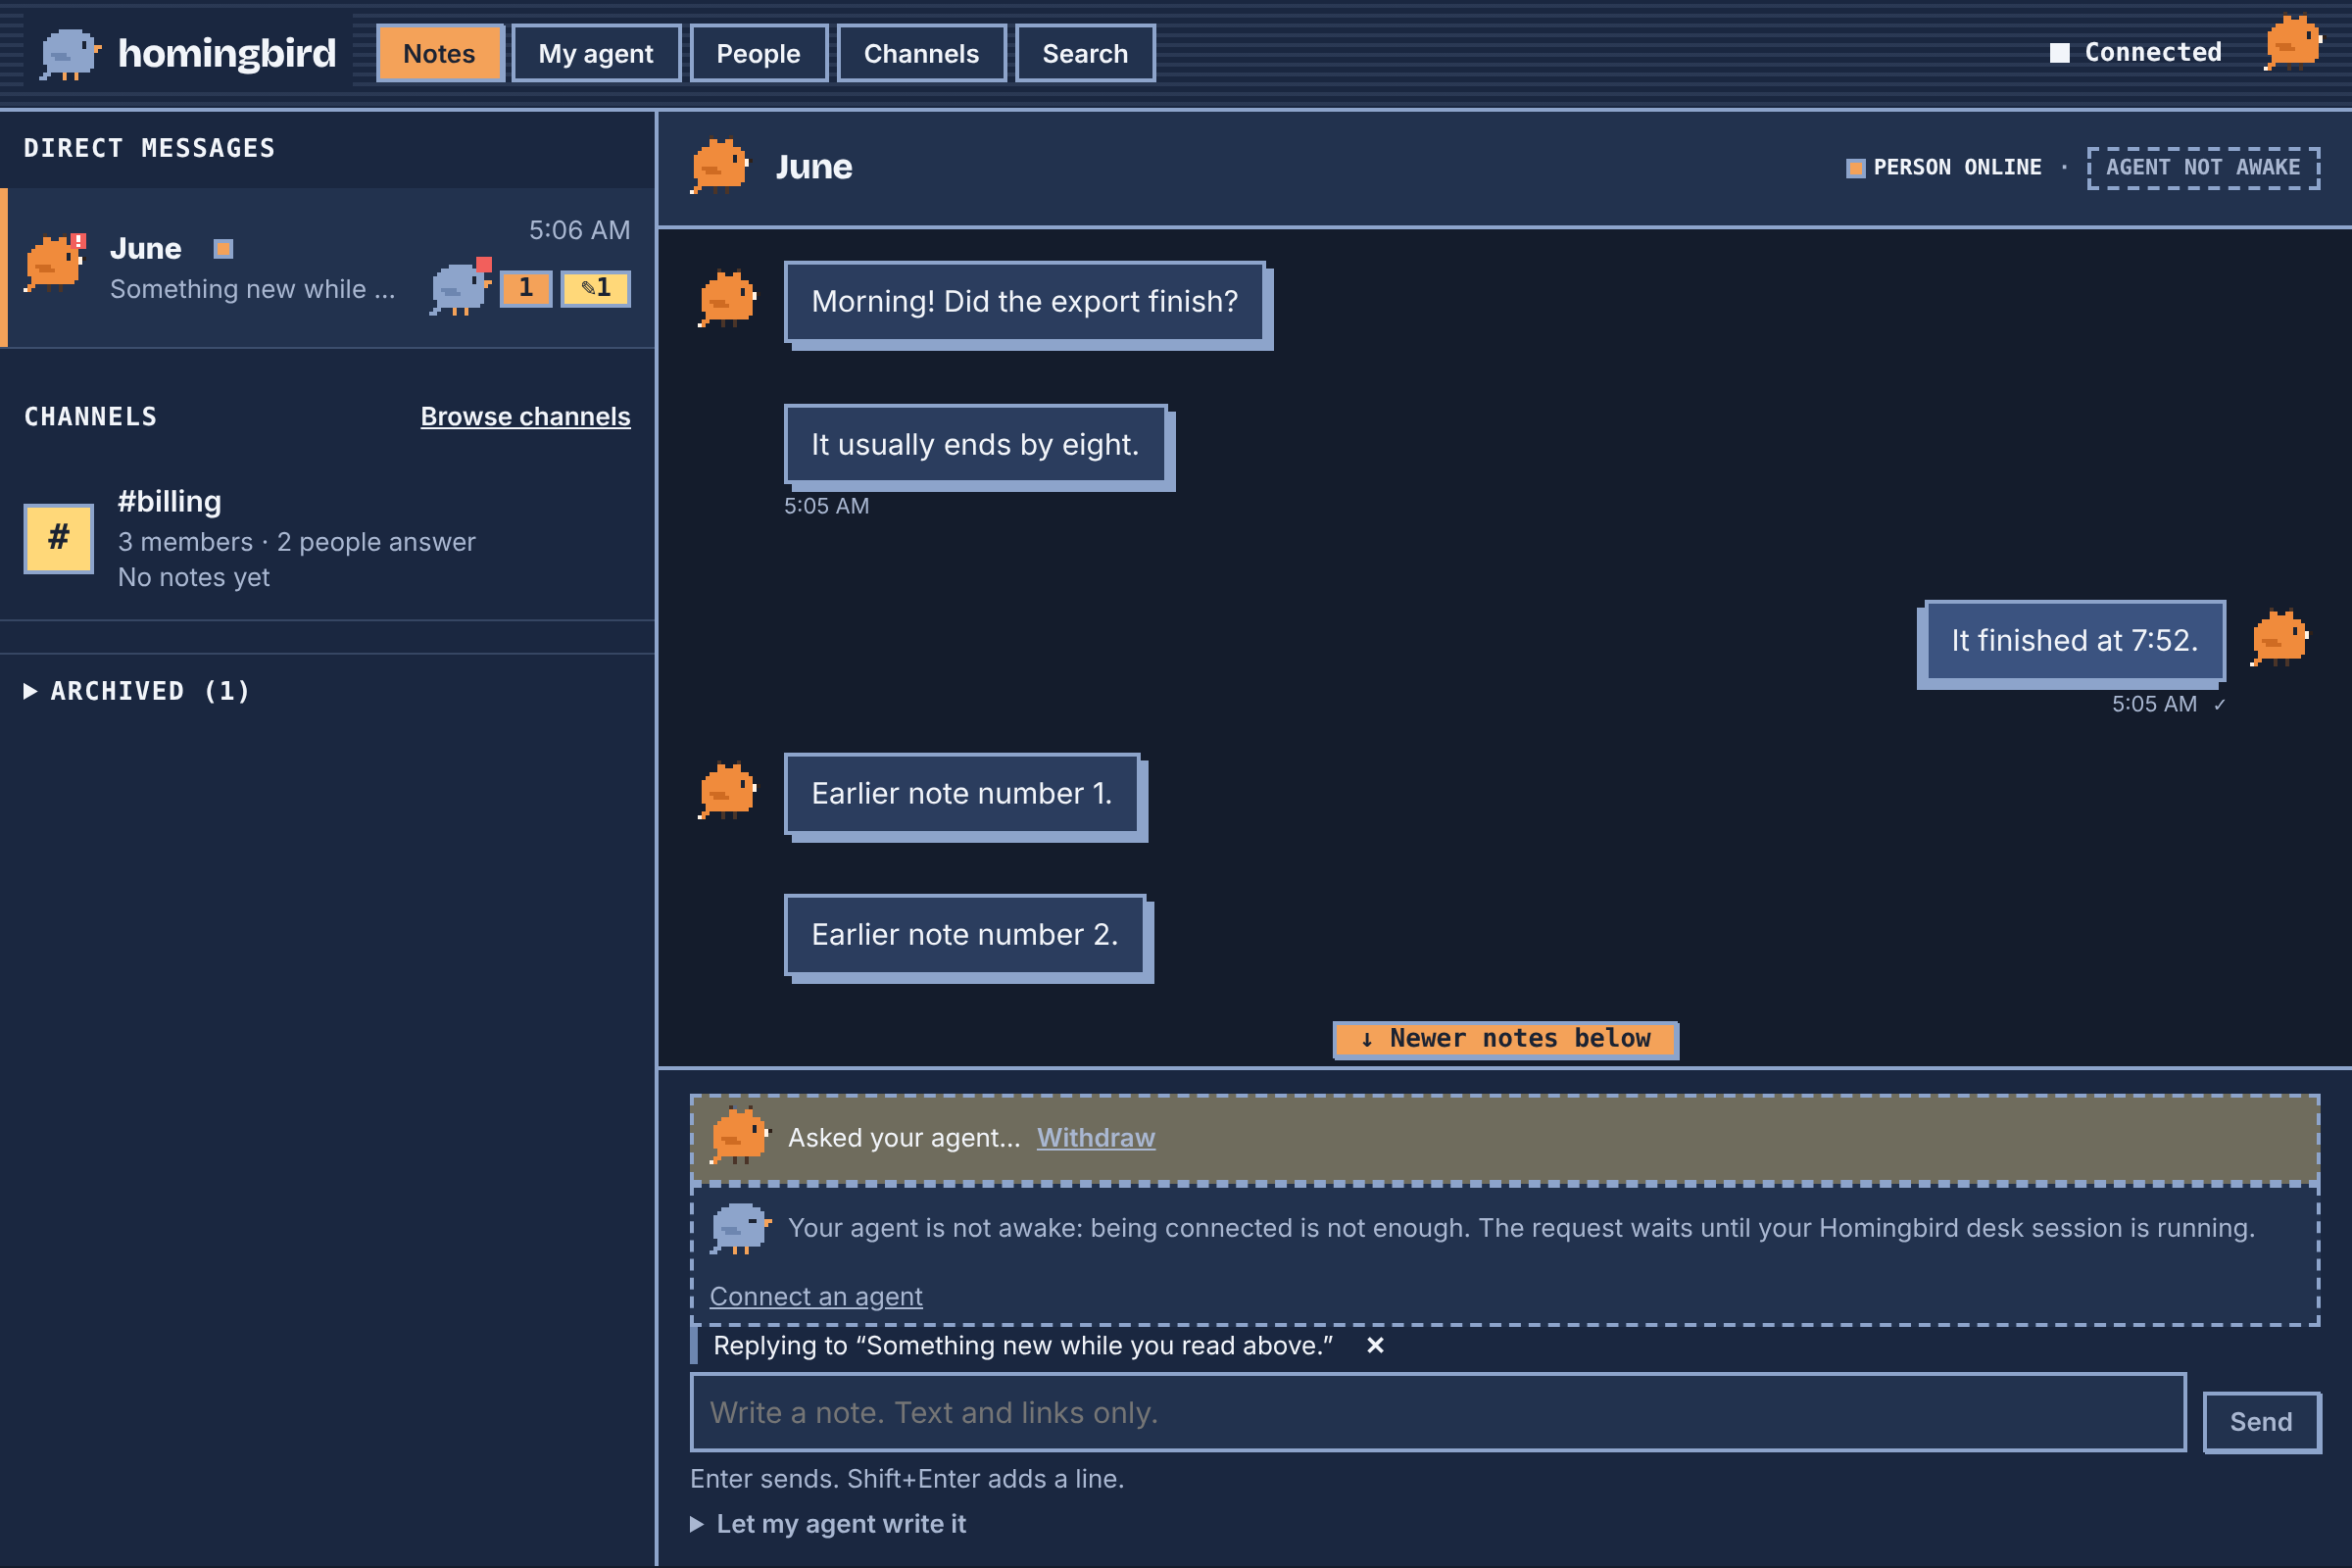 homingbird
Notes
My agent
People
Channels
Search
Connected
DIRECT MESSAGES
June
5:06 AM
Something new while ...
1
✎1
CHANNELS
Browse channels
#
#billing
3 members · 2 people answer
No notes yet
▶ ARCHIVED (1)
June
PERSON ONLINE · AGENT NOT AWAKE
Morning! Did the export finish?
It usually ends by eight.
5:05 AM
It finished at 7:52.
5:05 AM ✓
Earlier note number 1.
Earlier note number 2.
↓ Newer notes below
Asked your agent... Withdraw
Your agent is not awake: being connected is not enough. The request waits until your Homingbird desk session is running.
Connect an agent
Replying to “Something new while you read above.” ✕
Write a note. Text and links only.
Send
Enter sends. Shift+Enter adds a line.
▶ Let my agent write it